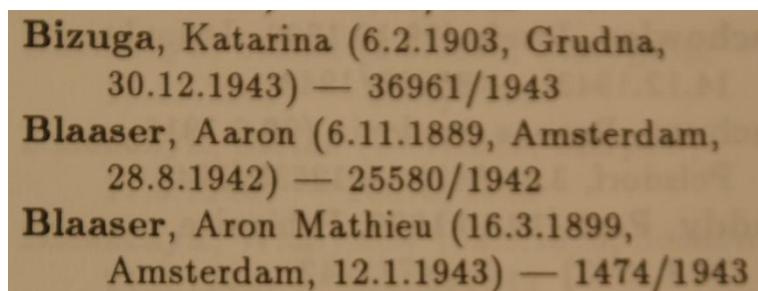 Bizuga, Katarina (6.2.1903, Grudna,
30.12.1943) — 36961/1943
Blaaser, Aaron (6.11.1889, Amsterdam,
28.8.1942) — 25580/1942
Blaaser, Aron Mathieu (16.3.1899,
Amsterdam, 12.1.1943) — 1474/1943